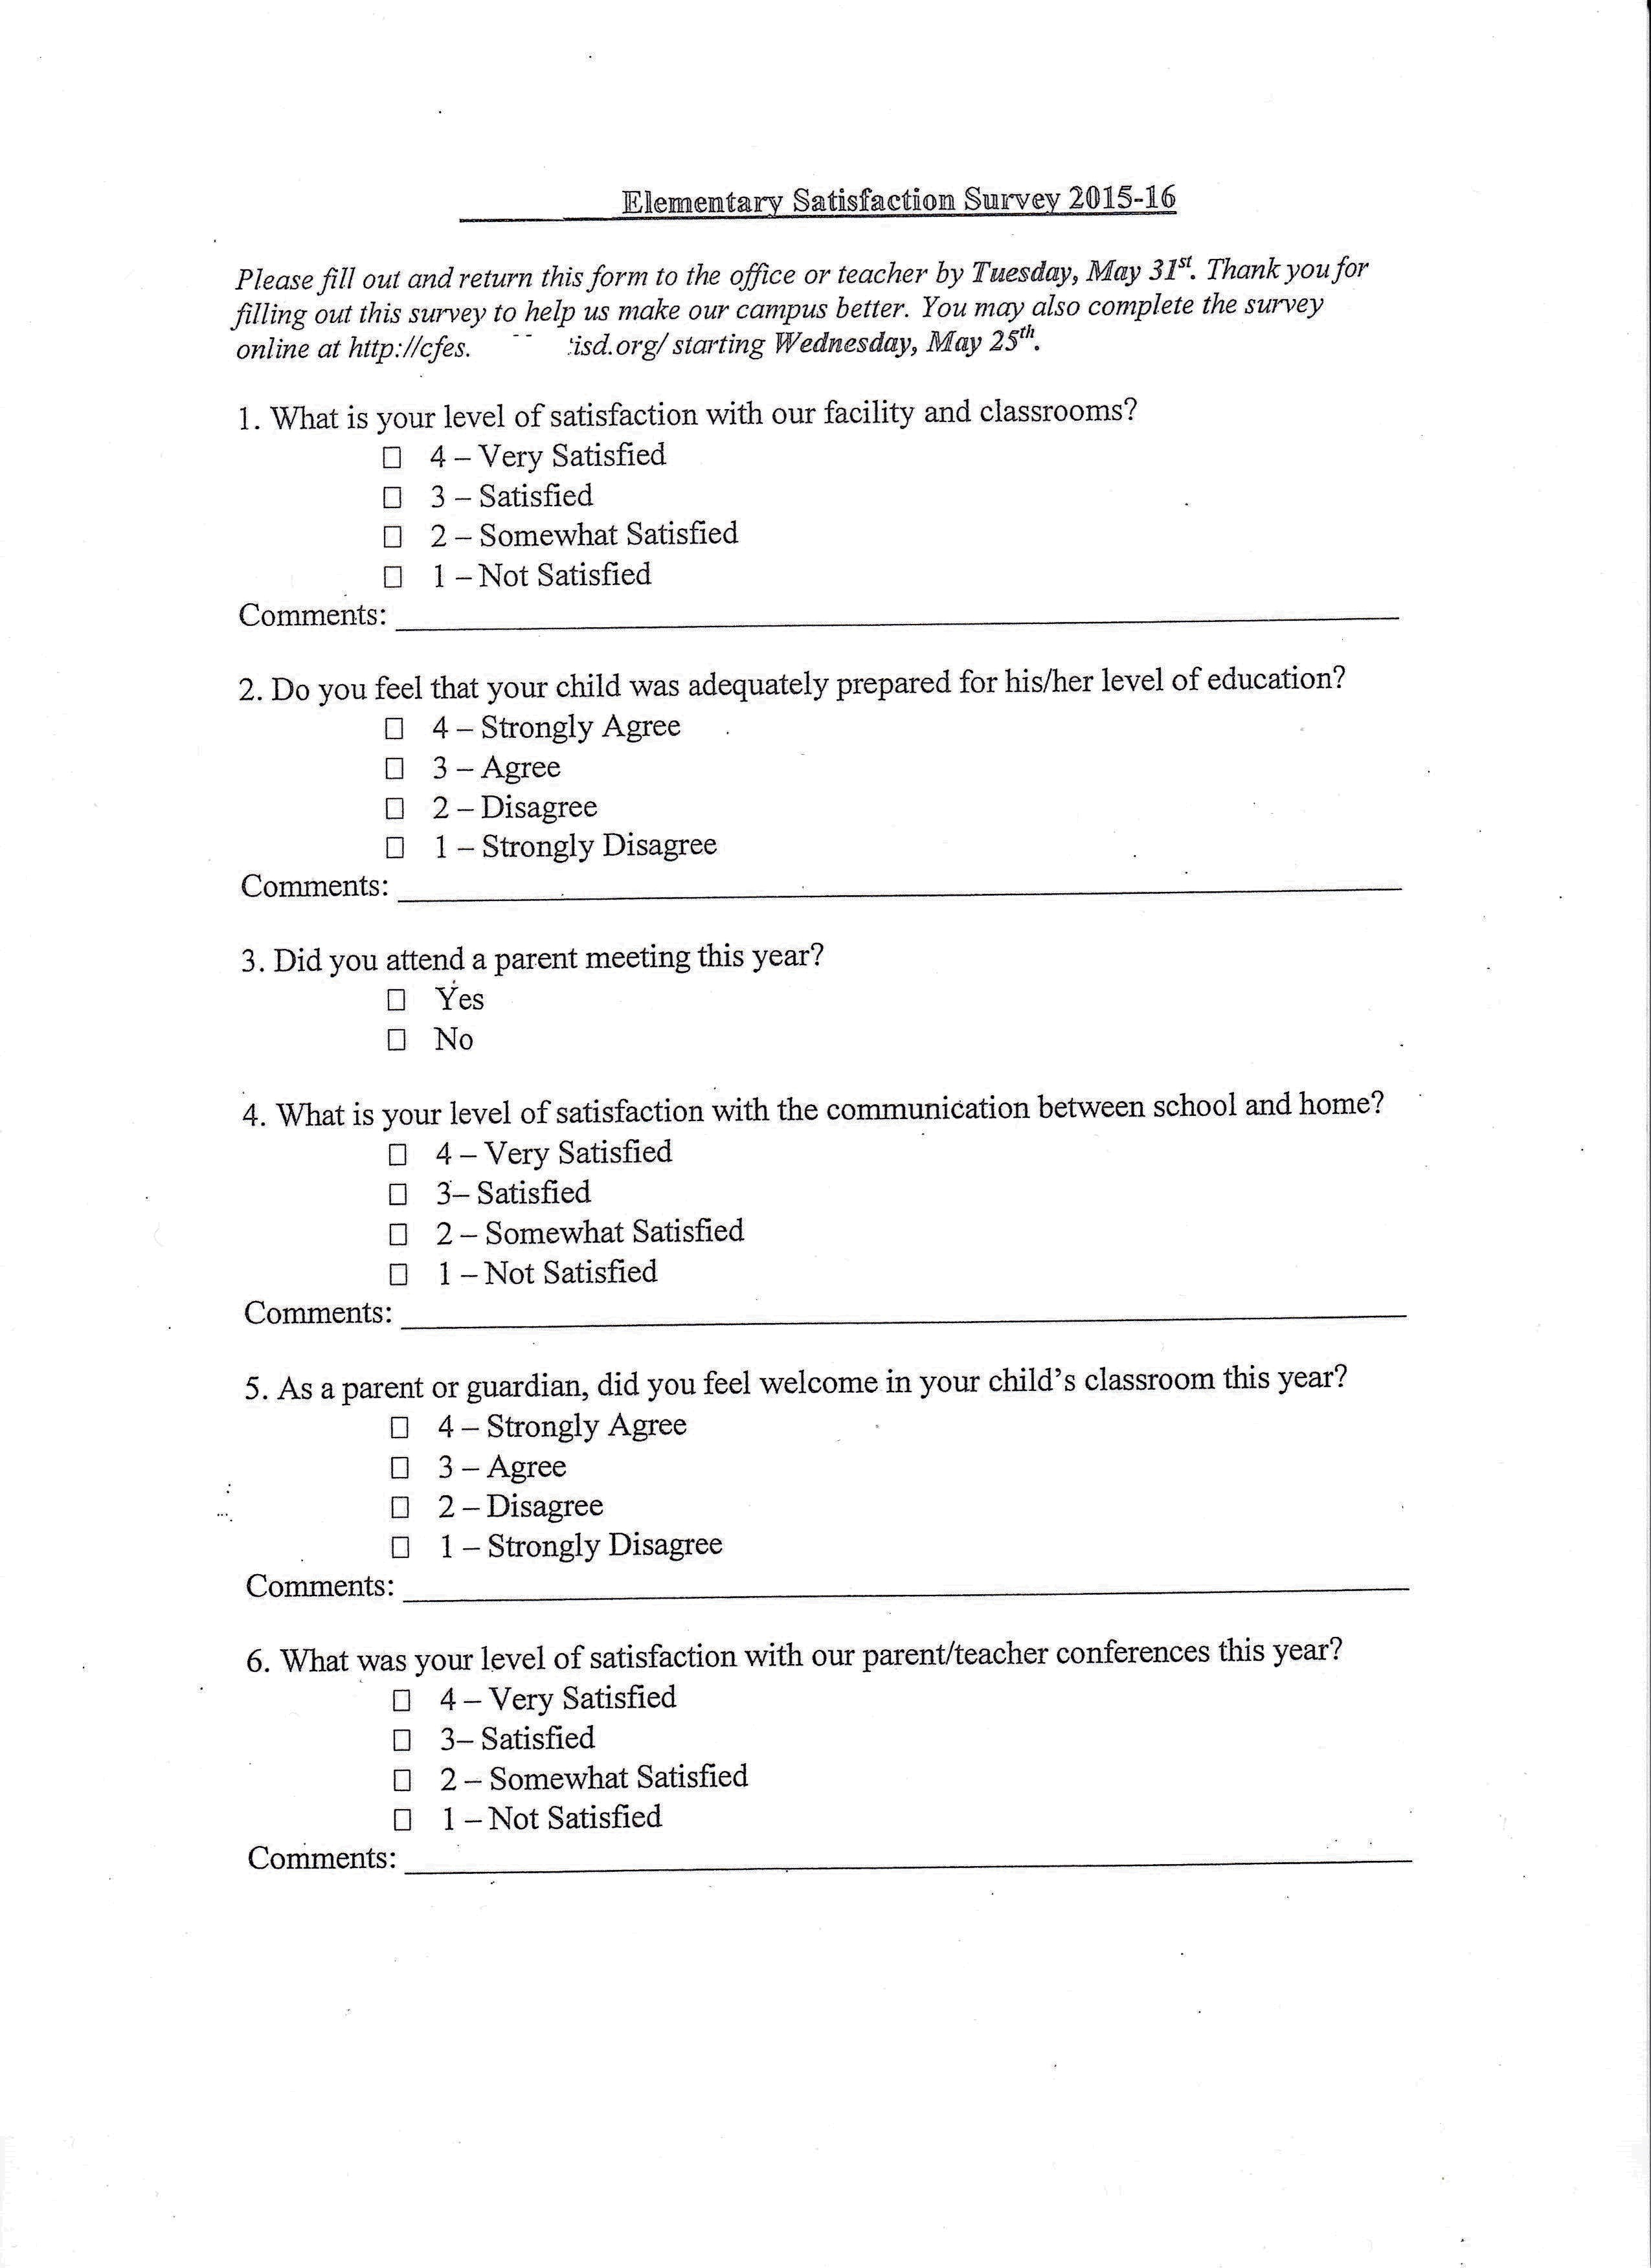 Elementary Satisfaction Survey 2015-16
Please fill out and return this form to the office or teacher by Tuesday, May 31st. Thank you for
filling out this survey to help us make our campus better. You may also complete the survey
online at http://cfes. isd.org/ starting Wednesday, May 25th.
1. What is your level of satisfaction with our facility and classrooms?
☐ 4 – Very Satisfied
☐ 3 – Satisfied
☐ 2 – Somewhat Satisfied
☐ 1 – Not Satisfied
Comments:
2. Do you feel that your child was adequately prepared for his/her level of education?
☐ 4 – Strongly Agree
☐ 3 – Agree
☐ 2 – Disagree
☐ 1 – Strongly Disagree
Comments:
3. Did you attend a parent meeting this year?
☐ Yes
☐ No
4. What is your level of satisfaction with the communication between school and home?
☐ 4 – Very Satisfied
☐ 3– Satisfied
☐ 2 – Somewhat Satisfied
☐ 1 – Not Satisfied
Comments:
5. As a parent or guardian, did you feel welcome in your child's classroom this year?
☐ 4 – Strongly Agree
☐ 3 – Agree
☐ 2 – Disagree
☐ 1 – Strongly Disagree
Comments:
6. What was your level of satisfaction with our parent/teacher conferences this year?
☐ 4 – Very Satisfied
☐ 3– Satisfied
☐ 2 – Somewhat Satisfied
☐ 1 – Not Satisfied
Comments: